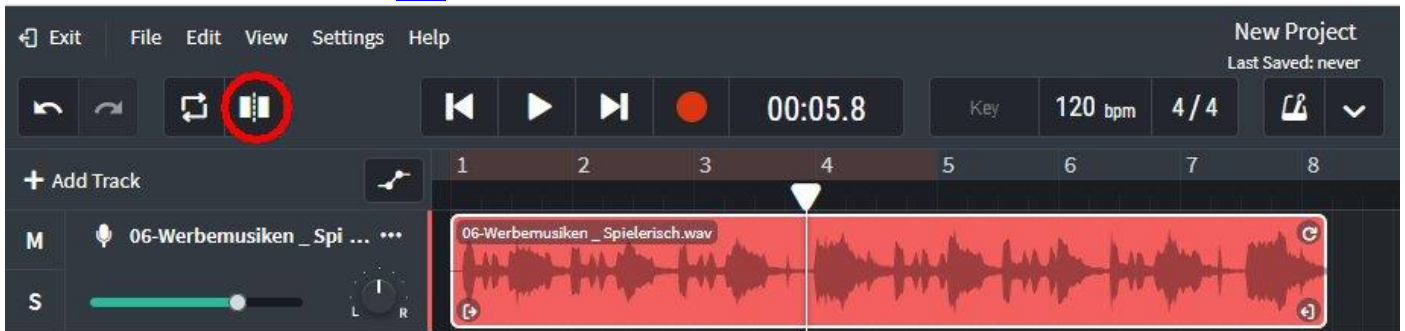 Exit File Edit View Settings Help
New Project
Last Saved: never
00:05.8 Key 120 bpm 4/4
+ Add Track
1 2 3 4 5 6 7 8
M 06-Werbemusiken _ Spi ... •••
06-Werbemusiken _ Spielerisch.wav
S L R